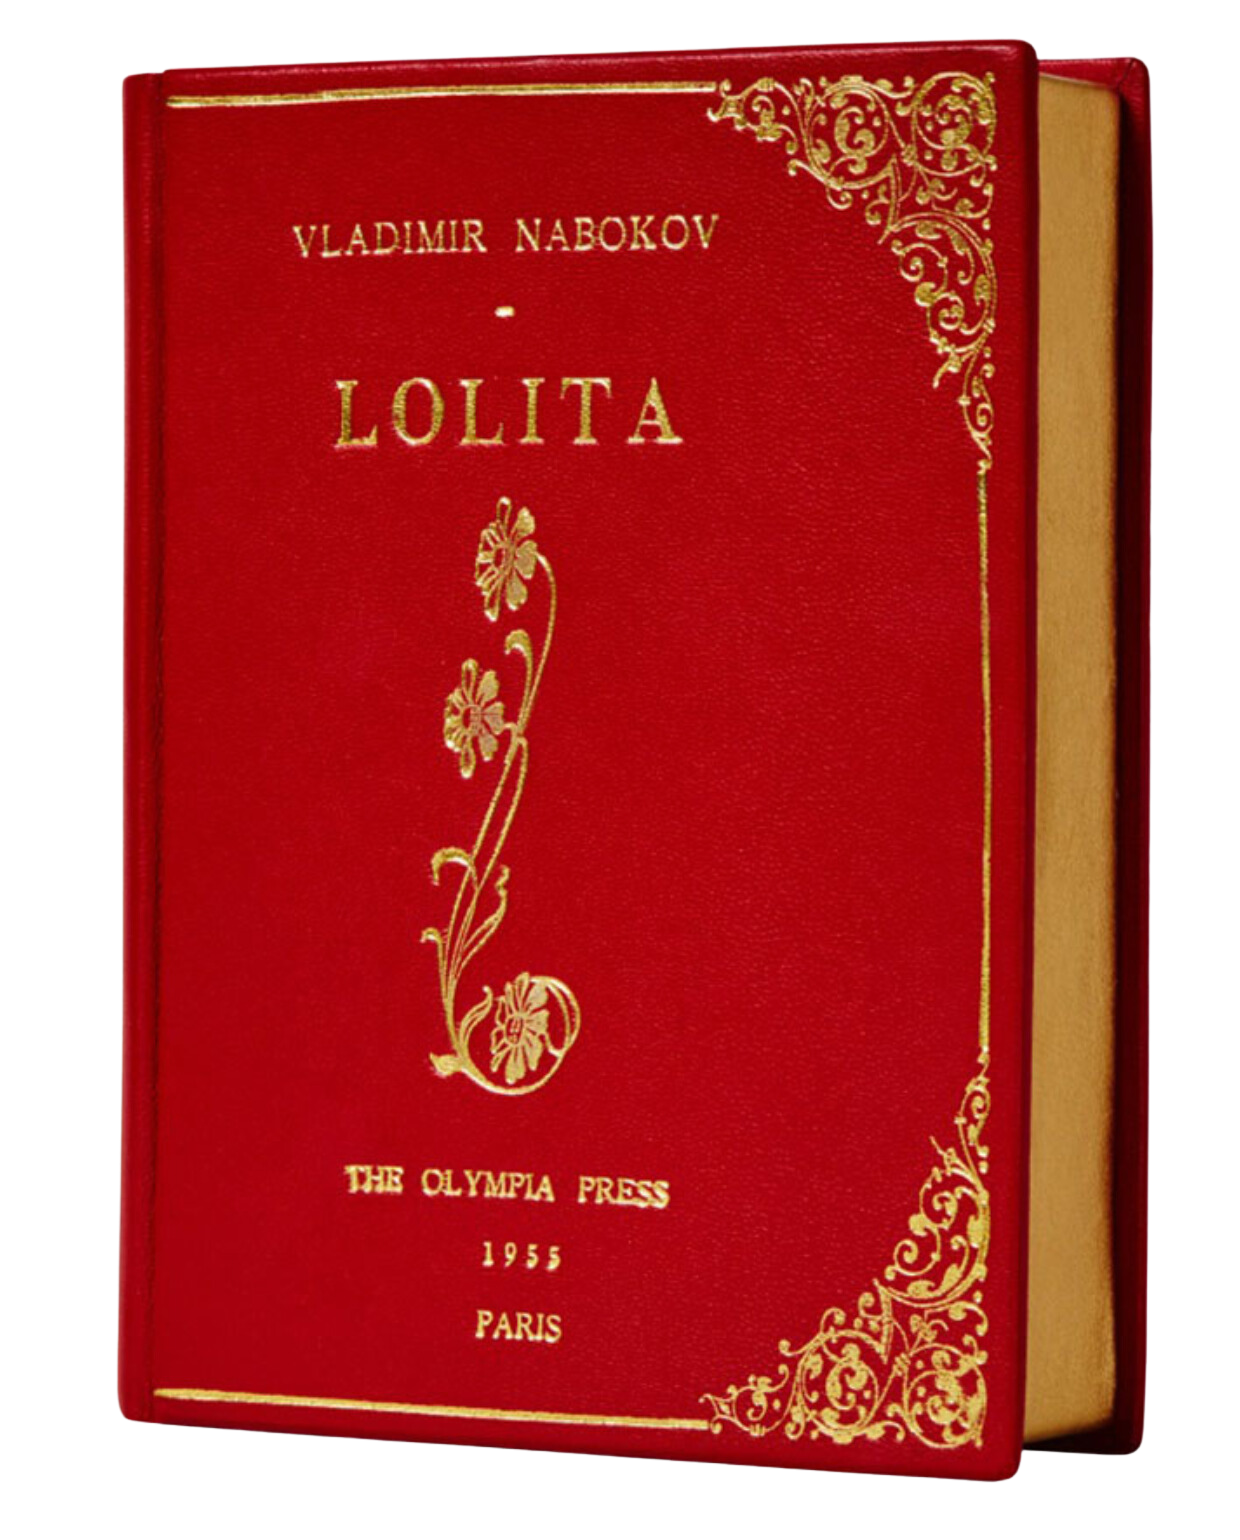 VLADIMIR NABOKOV
-
LOLITA
THE OLYMPIA PRESS
1955
PARIS